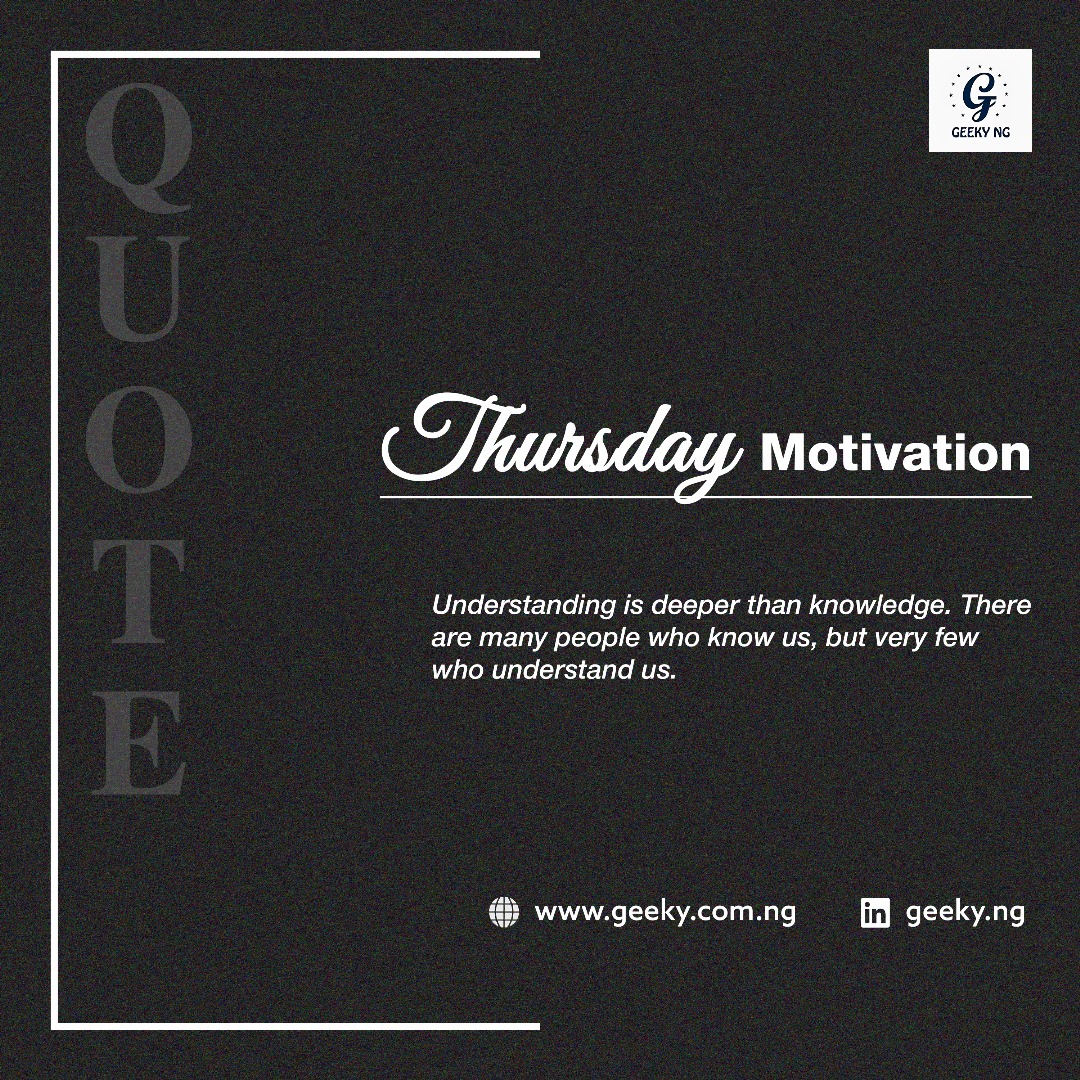 QUOTE
G
GEEKY NG
Thursday Motivation
Understanding is deeper than knowledge. There
are many people who know us, but very few
who understand us.
www.geeky.com.ng
in geeky.ng